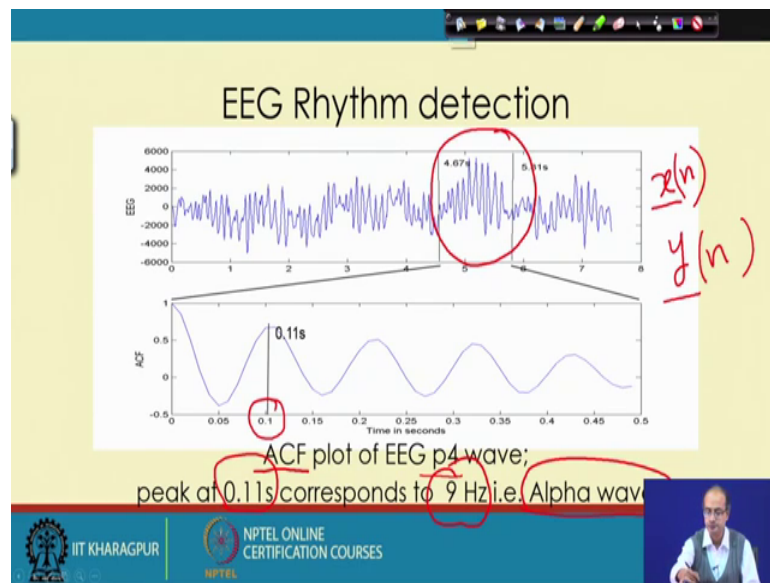 EEG Rhythm detection
6000
4000
2000
0
-2000
-4000
-6000
EEG
4.67s
0 1 2 3 4 5 6 7 8
x(n)
y(n)
1
0.5
0
-0.5
ACF
0.11s
0 0.05 0.1 0.15 0.2 0.25 0.3 0.35 0.4 0.45 0.5
Time in seconds
ACF plot of EEG p4 wave;
peak at 0.11s corresponds to 9 Hz i.e. Alpha wave
IIT KHARAGPUR
NPTEL ONLINE
CERTIFICATION COURSES
NPTEL